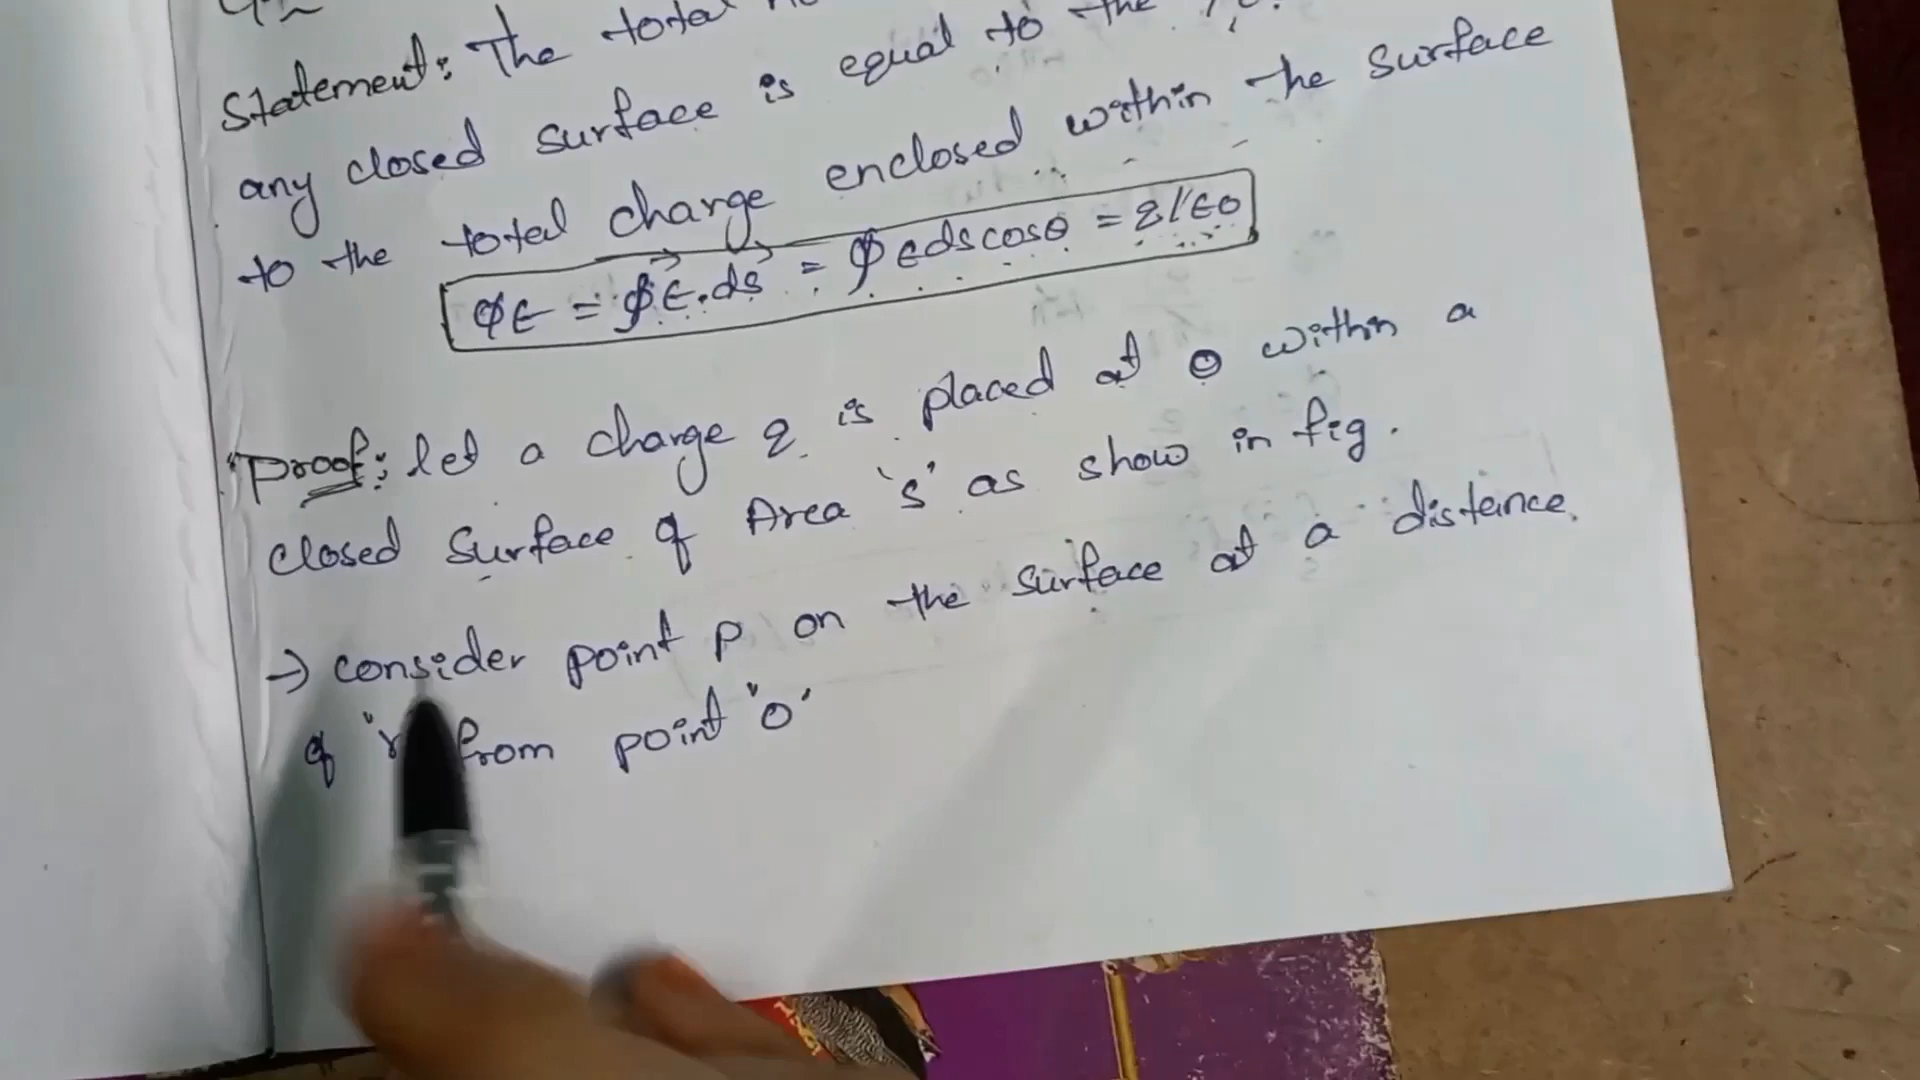 Statement: The total
any closed surface is equal to the
to the total charge enclosed within the surface
ϕE = ∮E⃗.ds⃗ = ∮Edscosθ = q/ϵ0
Proof: let a charge q is placed at O within a
closed surface of Area 's' as show in fig.
→ consider point P on the surface at a distance.
of 'r from point 'O'